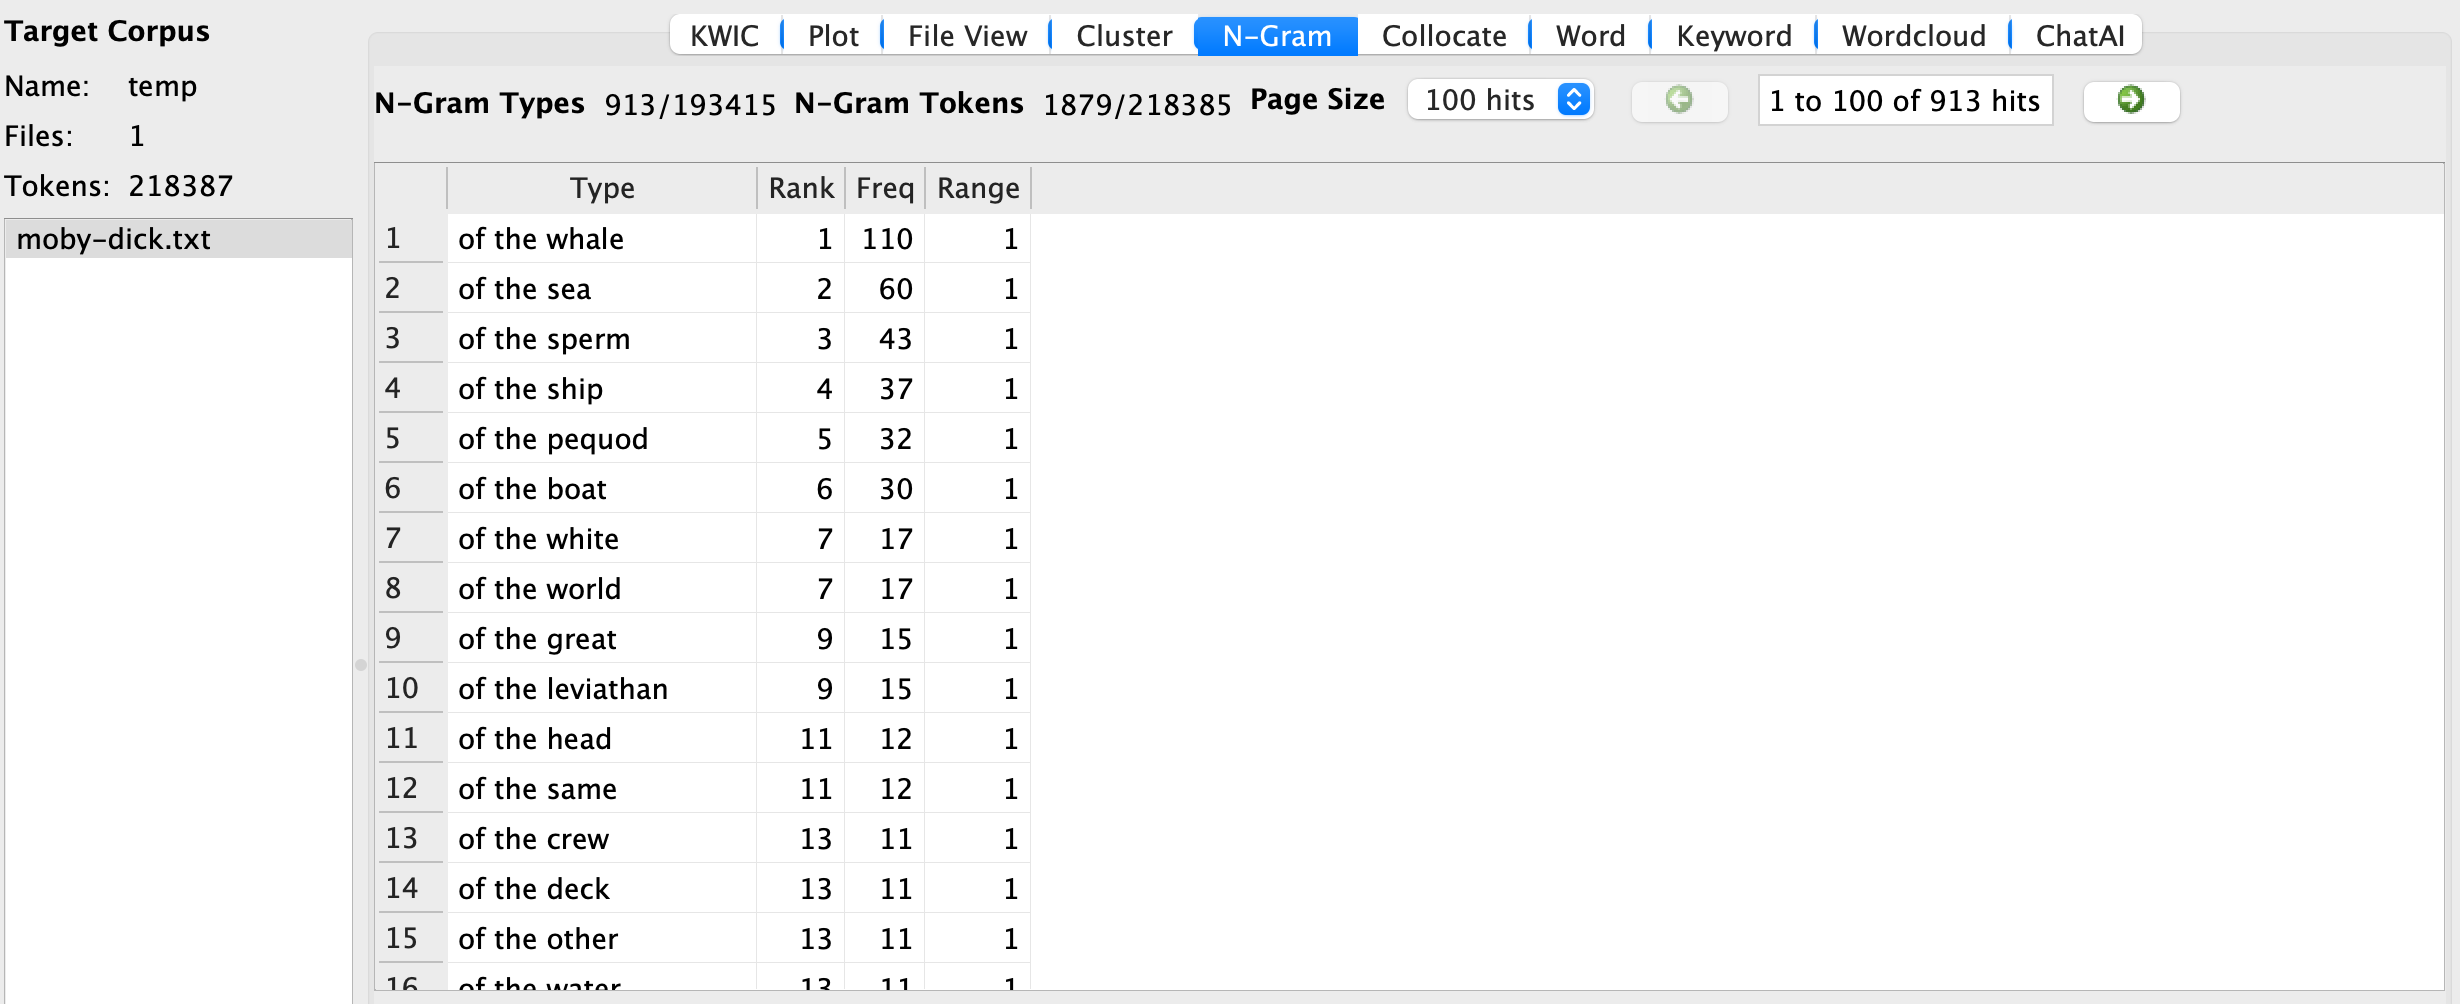 Target Corpus
Name: temp
Files: 1
Tokens: 218387
moby-dick.txt
KWIC Plot File View Cluster N-Gram Collocate Word Keyword Wordcloud ChatAI
N-Gram Types 913/193415 N-Gram Tokens 1879/218385 Page Size 100 hits 1 to 100 of 913 hits
Type Rank Freq Range
1 of the whale 1 110 1
2 of the sea 2 60 1
3 of the sperm 3 43 1
4 of the ship 4 37 1
5 of the pequod 5 32 1
6 of the boat 6 30 1
7 of the white 7 17 1
8 of the world 7 17 1
9 of the great 9 15 1
10 of the leviathan 9 15 1
11 of the head 11 12 1
12 of the same 11 12 1
13 of the crew 13 11 1
14 of the deck 13 11 1
15 of the other 13 11 1
16 of the water 13 11 1